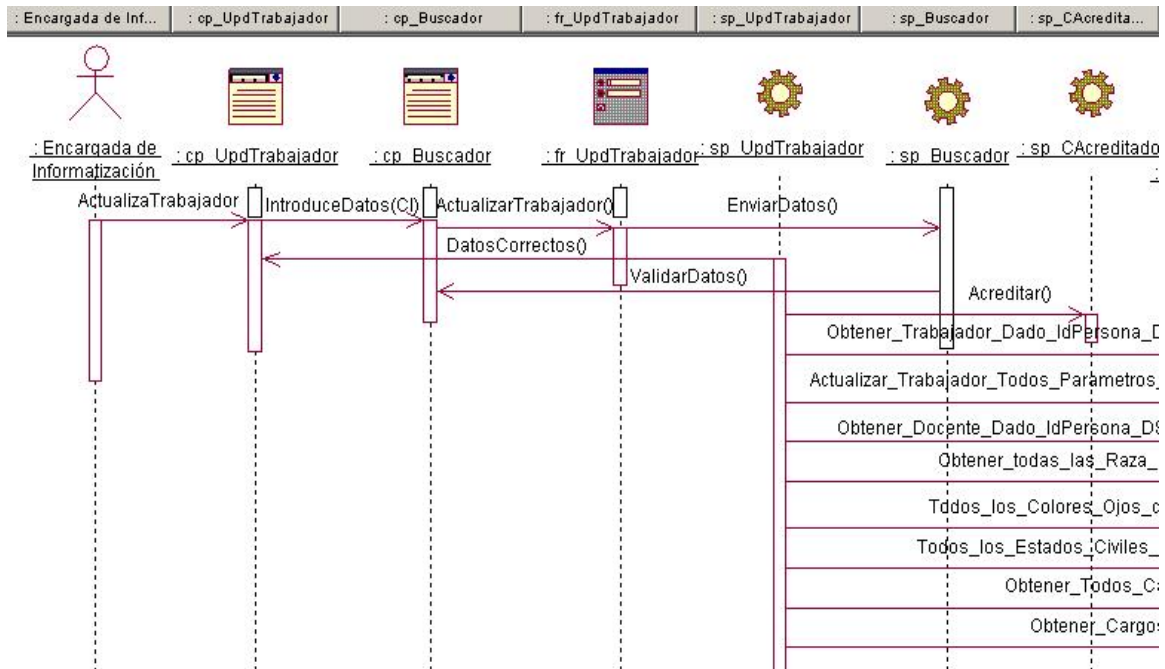 : Encargada de Inf...
: cp_UpdTrabajador
: cp_Buscador
: fr_UpdTrabajador
: sp_UpdTrabajador
: sp_Buscador
: sp_CAcredita...
: Encargada de
Informatización
: cp_UpdTrabajador
: cp_Buscador
: fr_UpdTrabajador
: sp_UpdTrabajador
: sp_Buscador
: sp_CAcreditado
:
ActualizaTrabajador
IntroduceDatos(CI)
ActualizarTrabajador()
EnviarDatos()
DatosCorrectos()
ValidarDatos()
Acreditar()
Obtener_Trabajador_Dado_IdPersona_D
Actualizar_Trabajador_Todos_Parametros_
Obtener_Docente_Dado_IdPersona_DS
Obtener_todas_las_Raza_
Todos_los_Colores_Ojos_c
Todos_los_Estados_Civiles_
Obtener_Todos_Ca
Obtener_Cargos